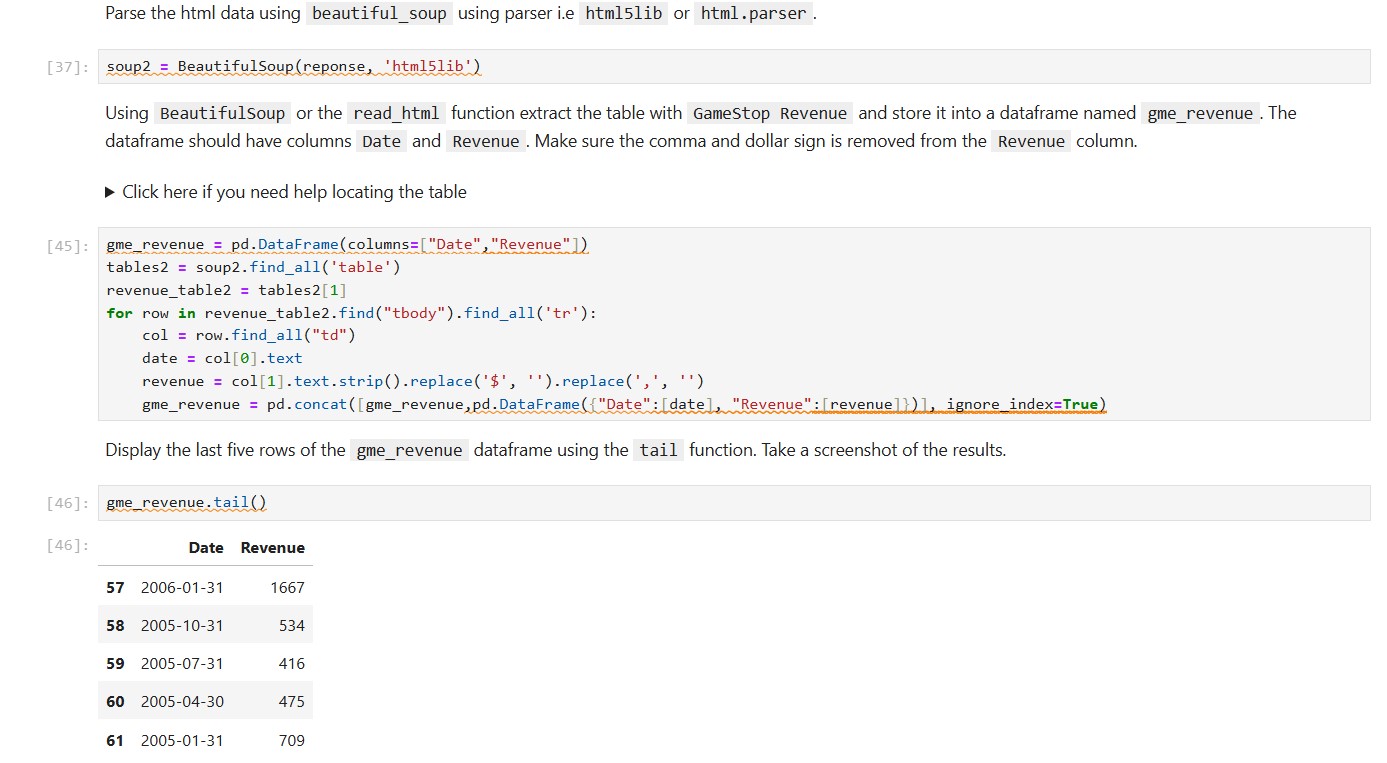 Parse the html data using beautiful_soup using parser i.e html5lib or html.parser .
[37]: soup2 = BeautifulSoup(reponse, 'html5lib')
Using BeautifulSoup or the read_html function extract the table with GameStop Revenue and store it into a dataframe named gme_revenue . The
dataframe should have columns Date and Revenue . Make sure the comma and dollar sign is removed from the Revenue column.
▶ Click here if you need help locating the table
[45]: gme_revenue = pd.DataFrame(columns=["Date","Revenue"])
tables2 = soup2.find_all('table')
revenue_table2 = tables2[1]
for row in revenue_table2.find("tbody").find_all('tr'):
    col = row.find_all("td")
    date = col[0].text
    revenue = col[1].text.strip().replace('$', '').replace(',', '')
    gme_revenue = pd.concat([gme_revenue,pd.DataFrame({"Date":[date], "Revenue":[revenue]})], ignore_index=True)
Display the last five rows of the gme_revenue dataframe using the tail function. Take a screenshot of the results.
[46]: gme_revenue.tail()
[46]: Date Revenue
57 2006-01-31 1667
58 2005-10-31 534
59 2005-07-31 416
60 2005-04-30 475
61 2005-01-31 709